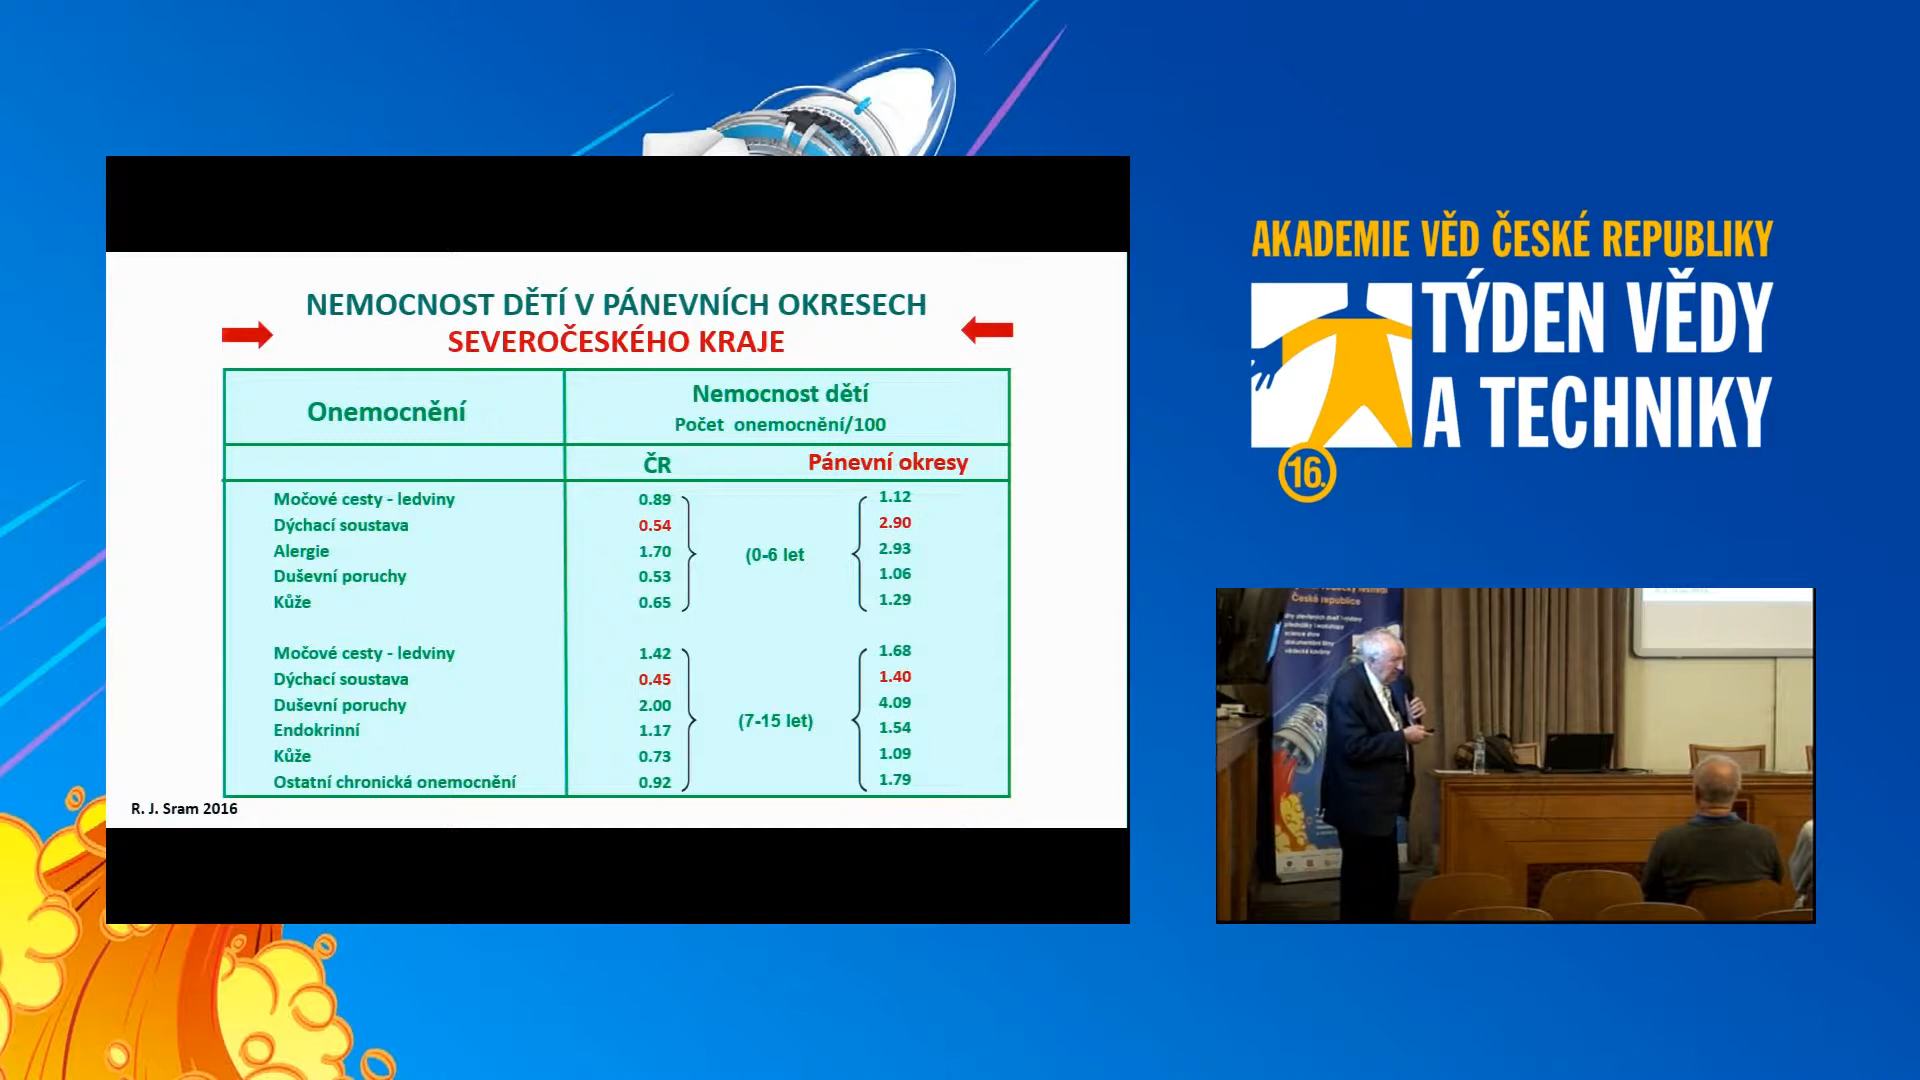 NEMOCNOST DĚTÍ V PÁNEVNÍCH OKRESECH
SEVEROČESKÉHO KRAJE
Onemocnění
Nemocnost dětí
Počet onemocnění/100
ČR Pánevní okresy
Močové cesty - ledviny 0.89 1.12
Dýchací soustava 0.54 2.90
Alergie 1.70 (0-6 let 2.93
Duševní poruchy 0.53 1.06
Kůže 0.65 1.29
Močové cesty - ledviny 1.42 1.68
Dýchací soustava 0.45 1.40
Duševní poruchy 2.00 (7-15 let) 4.09
Endokrinní 1.17 1.54
Kůže 0.73 1.09
Ostatní chronická onemocnění 0.92 1.79
R. J. Sram 2016
AKADEMIE VĚD ČESKÉ REPUBLIKY
TÝDEN VĚDY
A TECHNIKY
16.
České republice